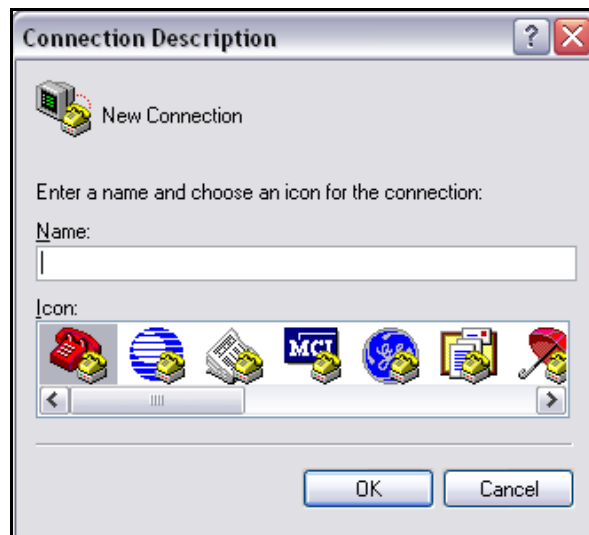 Connection Description
New Connection
Enter a name and choose an icon for the connection:
Name:
Icon:
MCI
OK
Cancel